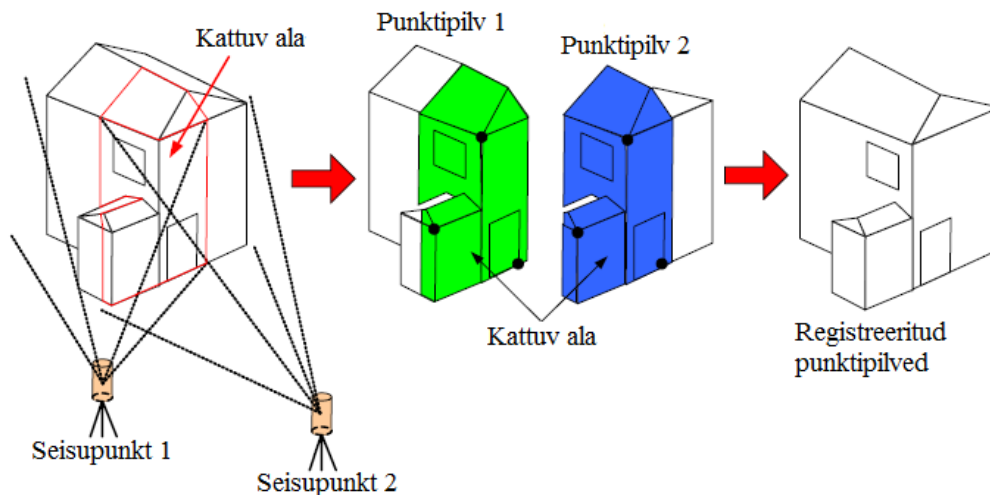 Kattuv ala
Punktipilv 1
Punktipilv 2
Kattuv ala
Registreeritud
punktipilved
Seisupunkt 1
Seisupunkt 2